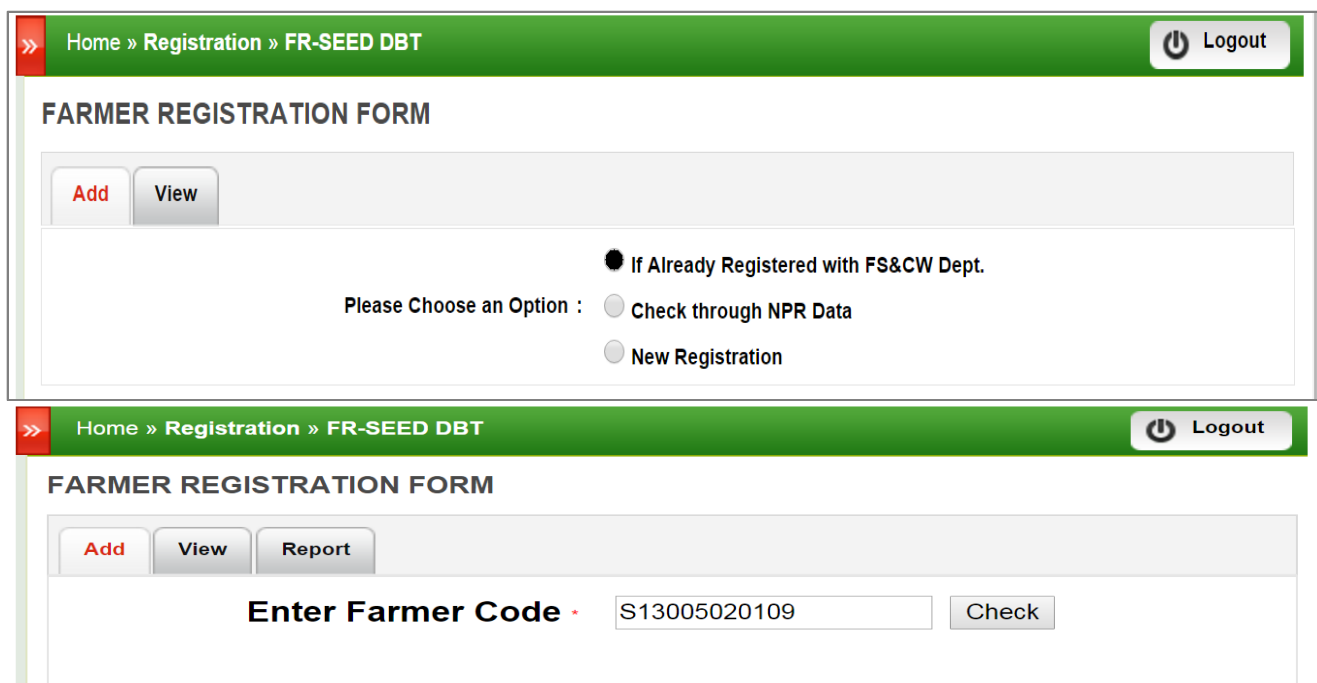 » Home » Registration » FR-SEED DBT Logout
FARMER REGISTRATION FORM
Add View
If Already Registered with FS&CW Dept.
Please Choose an Option : Check through NPR Data
New Registration
» Home » Registration » FR-SEED DBT Logout
FARMER REGISTRATION FORM
Add View Report
Enter Farmer Code * S13005020109 Check